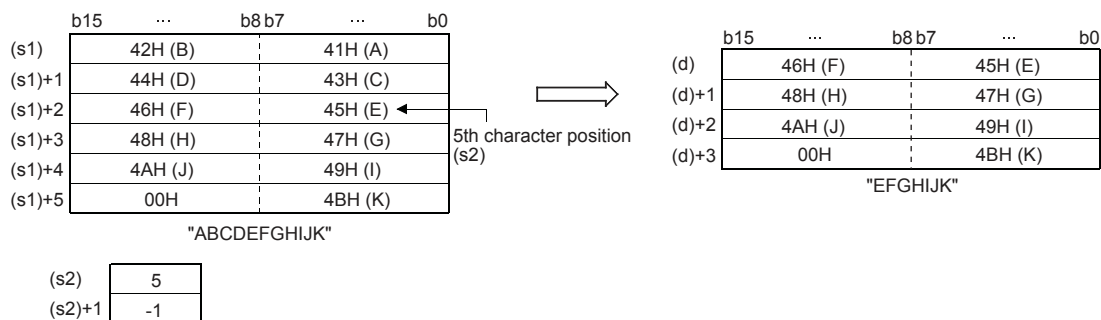 b15 ··· b8 b7 ··· b0
(s1) 42H (B) 41H (A)
(s1)+1 44H (D) 43H (C)
(s1)+2 46H (F) 45H (E)
(s1)+3 48H (H) 47H (G)
(s1)+4 4AH (J) 49H (I)
(s1)+5 00H 4BH (K)
"ABCDEFGHIJK"
5th character position
(s2)
b15 ··· b8 b7 ··· b0
(d) 46H (F) 45H (E)
(d)+1 48H (H) 47H (G)
(d)+2 4AH (J) 49H (I)
(d)+3 00H 4BH (K)
"EFGHIJK"
(s2) 5
(s2)+1 -1